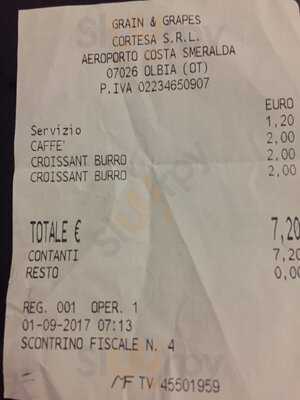 GRAIN & GRAPES
CORTESA S.R.L.
AEROPORTO COSTA SMERALDA
07026 OLBIA (OT)
P.IVA 02234650907
EURO
Servizio 1,20
CAFFE' 2,00
CROISSANT BURRO 2,00
CROISSANT BURRO 2,00
TOTALE € 7,20
CONTANTI 7,20
RESTO 0,00
REG. 001 OPER. 1
01-09-2017 07:13
SCONTRINO FISCALE N. 4
MF TV 45501959